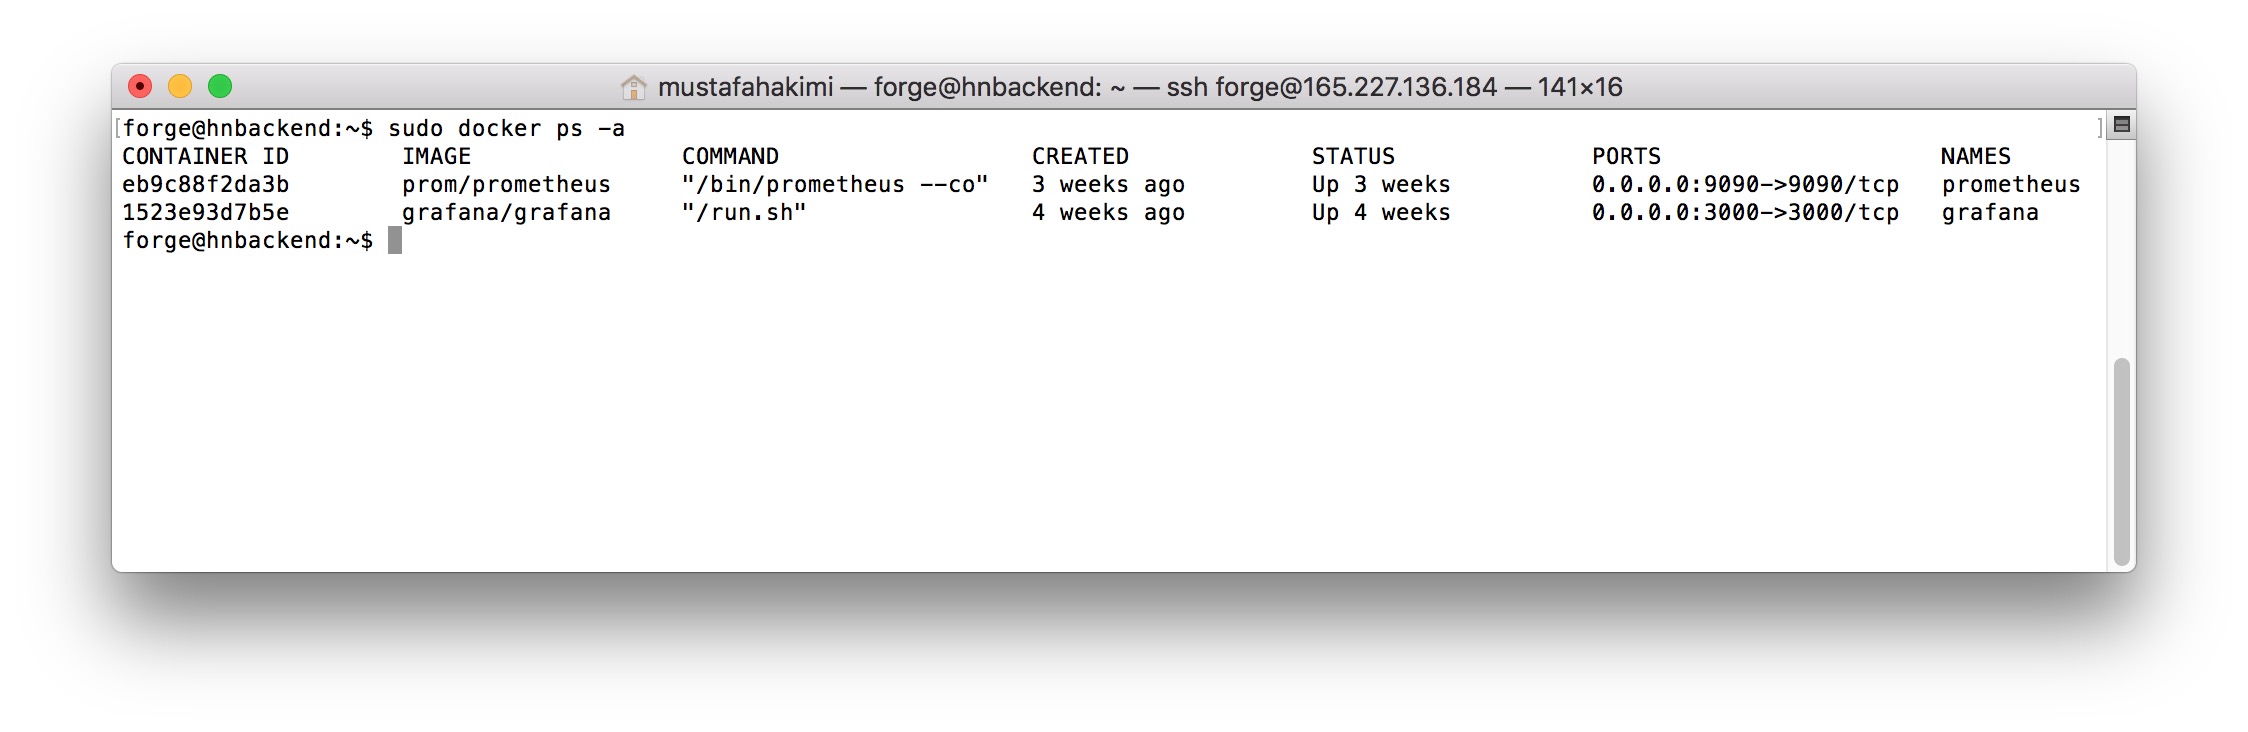 mustafahakimi — forge@hnbackend: ~ — ssh forge@165.227.136.184 — 141×16
[forge@hnbackend:~$ sudo docker ps -a ]
CONTAINER ID        IMAGE               COMMAND                  CREATED             STATUS              PORTS                    NAMES
eb9c88f2da3b        prom/prometheus     "/bin/prometheus --co"   3 weeks ago         Up 3 weeks          0.0.0.0:9090->9090/tcp   prometheus
1523e93d7b5e        grafana/grafana     "/run.sh"                4 weeks ago         Up 4 weeks          0.0.0.0:3000->3000/tcp   grafana
forge@hnbackend:~$